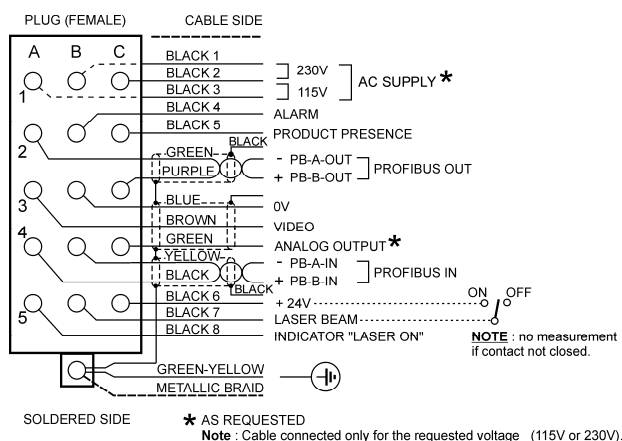 PLUG (FEMALE) CABLE SIDE
A B C
BLACK 1
BLACK 2 230V
AC SUPPLY *
1 BLACK 3 115V
BLACK 4 ALARM
BLACK 5 PRODUCT PRESENCE
2 BLACK
GREEN - PB-A-OUT
PROFIBUS OUT
PURPLE + PB-B-OUT
3 BLUE 0V
BROWN VIDEO
4 GREEN ANALOG OUTPUT *
YELLOW - PB-A-IN
PROFIBUS IN
BLACK + PB-B-IN
BLACK ON OFF
BLACK 6 + 24V
5 BLACK 7 LASER BEAM
BLACK 8 INDICATOR "LASER ON"
NOTE : no measurement
if contact not closed.
GREEN-YELLOW
METALLIC BRAID
SOLDERED SIDE * AS REQUESTED
Note : Cable connected only for the requested voltage (115V or 230V).